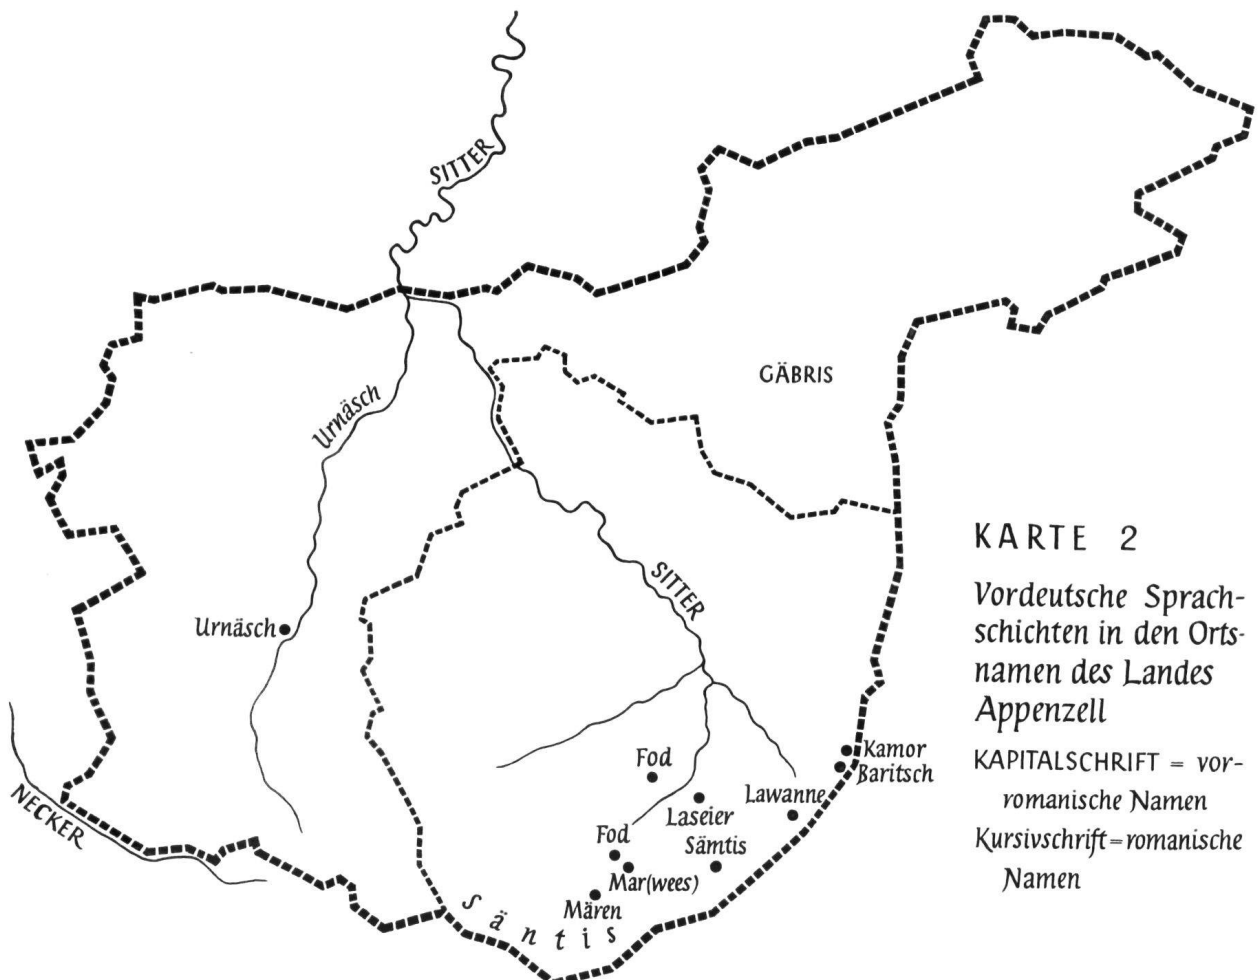 SITTER
GÄBRIS
Urnäsch
KARTE 2
Vordeutsche Sprach-
schichten in den Orts-
namen des Landes
Appenzell
KAPITALSCHRIFT = vor-
romanische Namen
Kursivschrift = romanische
Namen
SITTER
Urnäsch
Kamor
Baritsch
Fod
Lawanne
Laseier
NECKER
Fod
Sämtis
Mar(wees)
Mären
Säntis